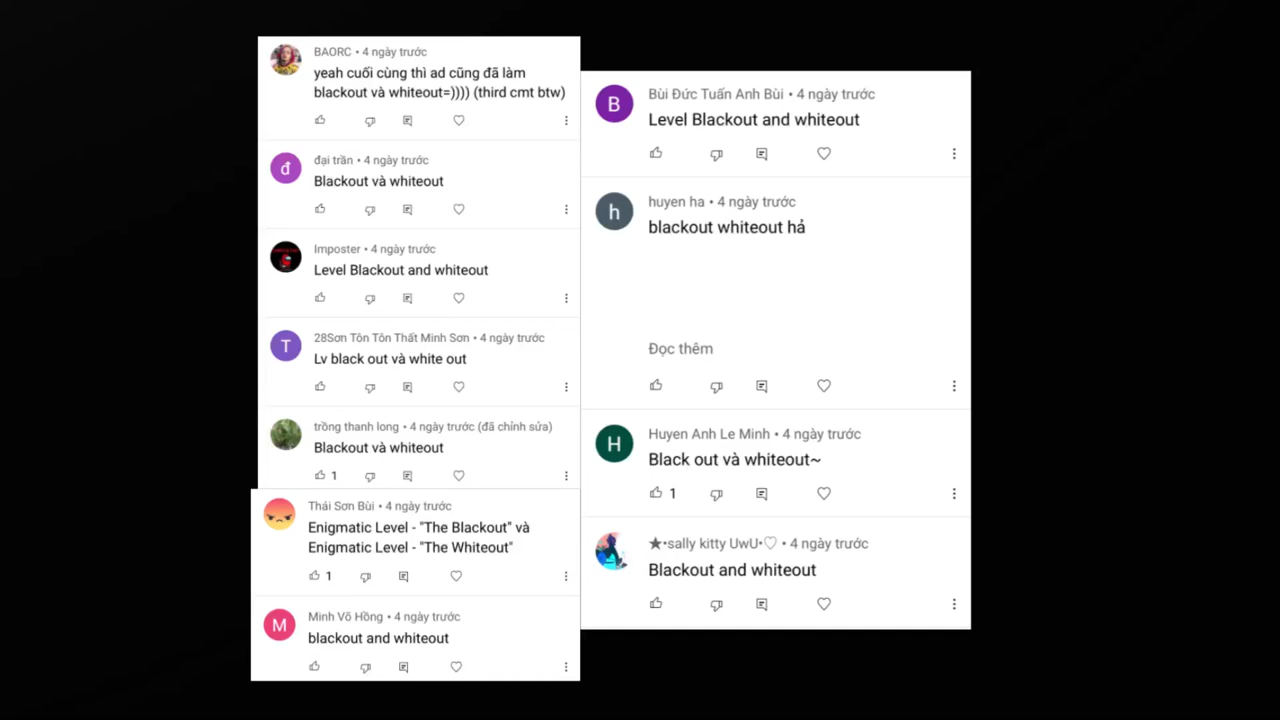 BAORC • 4 ngày trước
yeah cuối cùng thì ad cũng đã làm
blackout và whiteout=)))) (third cmt btw)
đ
đại trần • 4 ngày trước
Blackout và whiteout
Imposter • 4 ngày trước
Level Blackout and whiteout
T
28Sơn Tôn Tôn Thất Minh Sơn • 4 ngày trước
Lv black out và white out
trồng thanh long • 4 ngày trước (đã chỉnh sửa)
Blackout và whiteout
1
Thái Sơn Bùi • 4 ngày trước
Enigmatic Level - "The Blackout" và
Enigmatic Level - "The Whiteout"
1
M
Minh Võ Hồng • 4 ngày trước
blackout and whiteout
B
Bùi Đức Tuấn Anh Bùi • 4 ngày trước
Level Blackout and whiteout
h
huyen ha • 4 ngày trước
blackout whiteout hả
Đọc thêm
H
Huyen Anh Le Minh • 4 ngày trước
Black out và whiteout~
1
★•sally kitty UwU•♡ • 4 ngày trước
Blackout and whiteout